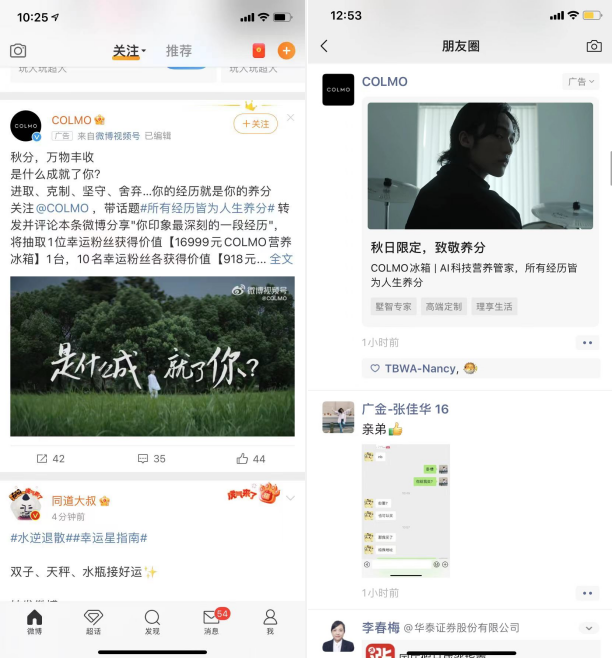 10:25
关注
推荐
COLMO
COLMO
广告 来自微博视频号 已编辑
+关注
秋分，万物丰收
是什么成就了你?
进取、克制、坚守、舍弃...你的经历就是你的养分
关注@COLMO ，带话题#所有经历皆为人生养分# 转
发并评论本条微博分享"你印象最深刻的一段经历"，
将抽取1位幸运粉丝获得价值【16999元COLMO营养
冰箱】1台，10名幸运粉丝各获得价值【918元... 全文
微博视频号
@COLMO
是什么成就了你?
42
35
44
同道大叔
4分钟前
#水逆退散##幸运星指南#
双子、天秤、水瓶接好运
微博
超话
发现
54
消息
我
12:53
朋友圈
COLMO
COLMO
广告
秋日限定，致敬养分
COLMO冰箱 | AI科技营养管家，所有经历皆
为人生养分
墅智专家
高端定制
理享生活
1小时前
TBWA-Nancy,
广金-张佳华 16
亲弟
1小时前
李春梅 @华泰证券股份有限公司